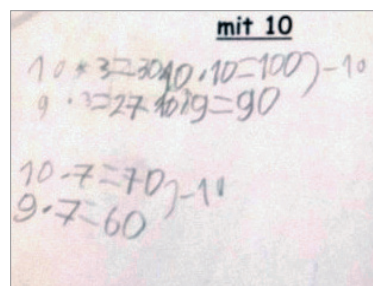 mit 10
10 · 3 = 30 10 · 10 = 100 ) -10
9 · 3 = 27 10 · 9 = 90
10 · 7 = 70 ) -10
9 · 7 = 60